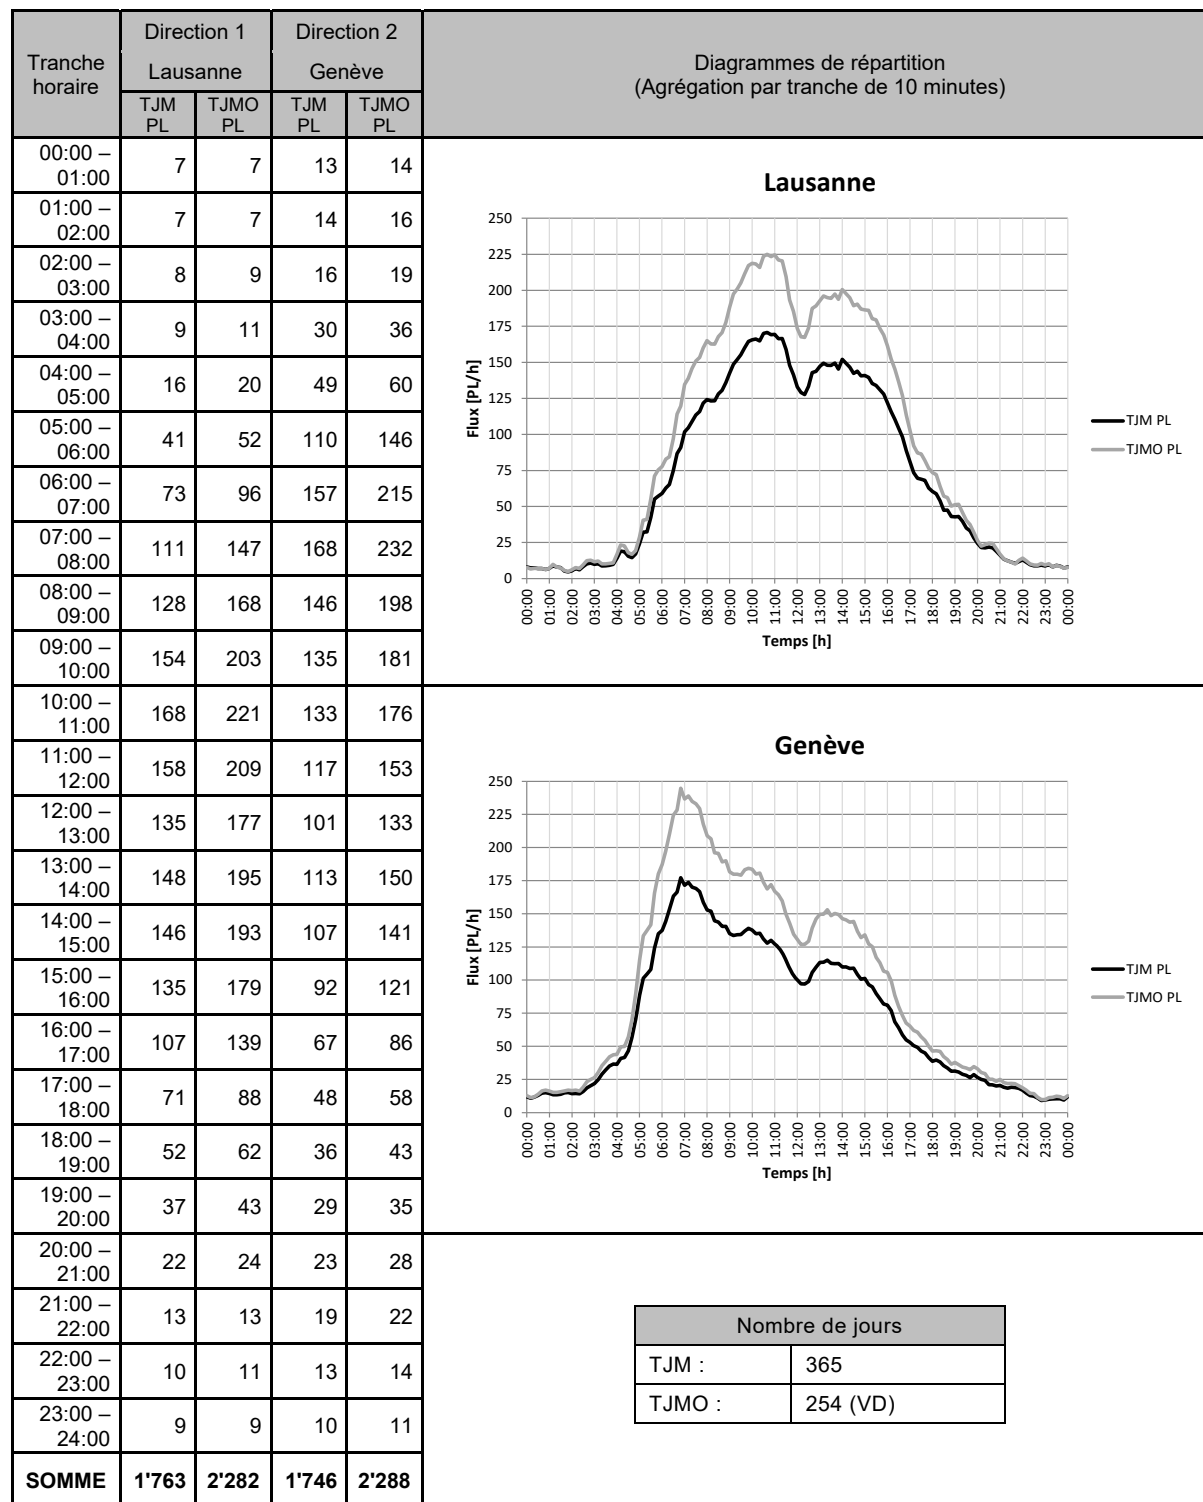 Tranche horaire
Direction 1
Direction 2
Lausanne
Genève
TJM PL
TJMO PL
TJM PL
TJMO PL
Diagrammes de répartition
(Agrégation par tranche de 10 minutes)
00:00 – 01:00 7 7 13 14
01:00 – 02:00 7 7 14 16
02:00 – 03:00 8 9 16 19
03:00 – 04:00 9 11 30 36
04:00 – 05:00 16 20 49 60
05:00 – 06:00 41 52 110 146
06:00 – 07:00 73 96 157 215
07:00 – 08:00 111 147 168 232
08:00 – 09:00 128 168 146 198
09:00 – 10:00 154 203 135 181
10:00 – 11:00 168 221 133 176
11:00 – 12:00 158 209 117 153
12:00 – 13:00 135 177 101 133
13:00 – 14:00 148 195 113 150
14:00 – 15:00 146 193 107 141
15:00 – 16:00 135 179 92 121
16:00 – 17:00 107 139 67 86
17:00 – 18:00 71 88 48 58
18:00 – 19:00 52 62 36 43
19:00 – 20:00 37 43 29 35
20:00 – 21:00 22 24 23 28
21:00 – 22:00 13 13 19 22
22:00 – 23:00 10 11 13 14
23:00 – 24:00 9 9 10 11
SOMME 1'763 2'282 1'746 2'288
Lausanne
250
225
200
175
150
125
100
75
50
25
0
Flux [PL/h]
00:00 01:00 02:00 03:00 04:00 05:00 06:00 07:00 08:00 09:00 10:00 11:00 12:00 13:00 14:00 15:00 16:00 17:00 18:00 19:00 20:00 21:00 22:00 23:00 00:00
Temps [h]
TJM PL
TJMO PL
Genève
250
225
200
175
150
125
100
75
50
25
0
Flux [PL/h]
00:00 01:00 02:00 03:00 04:00 05:00 06:00 07:00 08:00 09:00 10:00 11:00 12:00 13:00 14:00 15:00 16:00 17:00 18:00 19:00 20:00 21:00 22:00 23:00 00:00
Temps [h]
TJM PL
TJMO PL
Nombre de jours
TJM : 365
TJMO : 254 (VD)